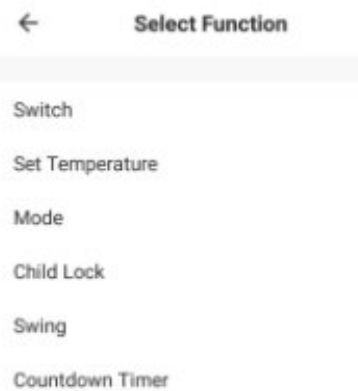 Select Function
Switch
Set Temperature
Mode
Child Lock
Swing
Countdown Timer